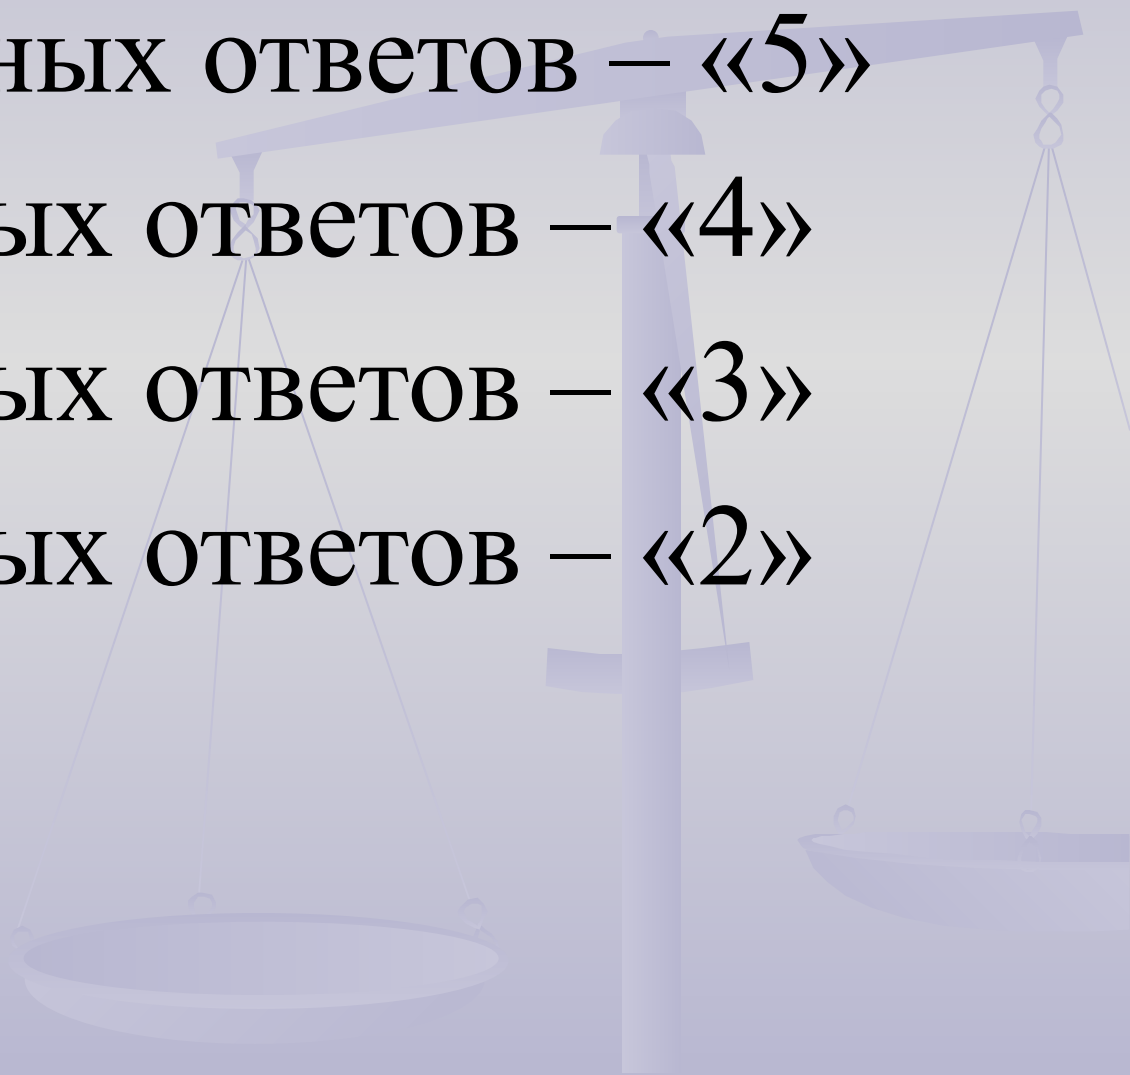 ных ответов – «5»
ых ответов – «4»
ых ответов – «3»
ых ответов – «2»